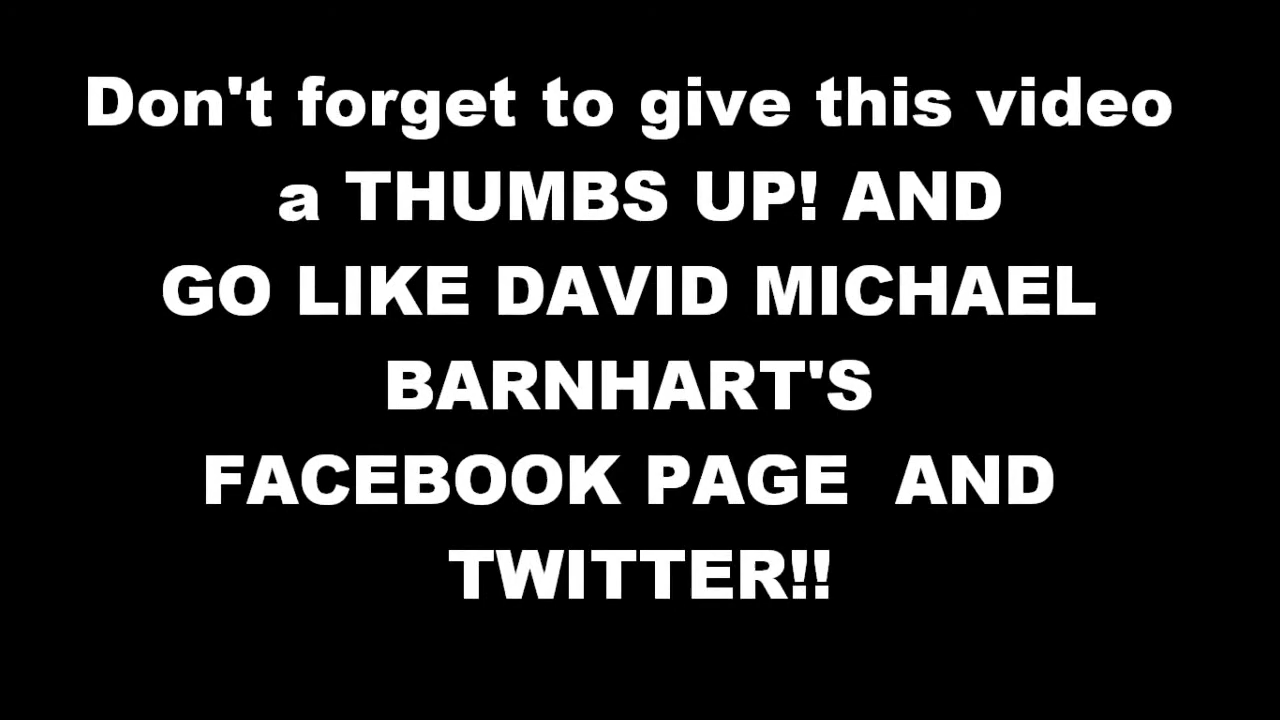 Don't forget to give this video
a THUMBS UP! AND
GO LIKE DAVID MICHAEL
BARNHART'S
FACEBOOK PAGE  AND
TWITTER!!